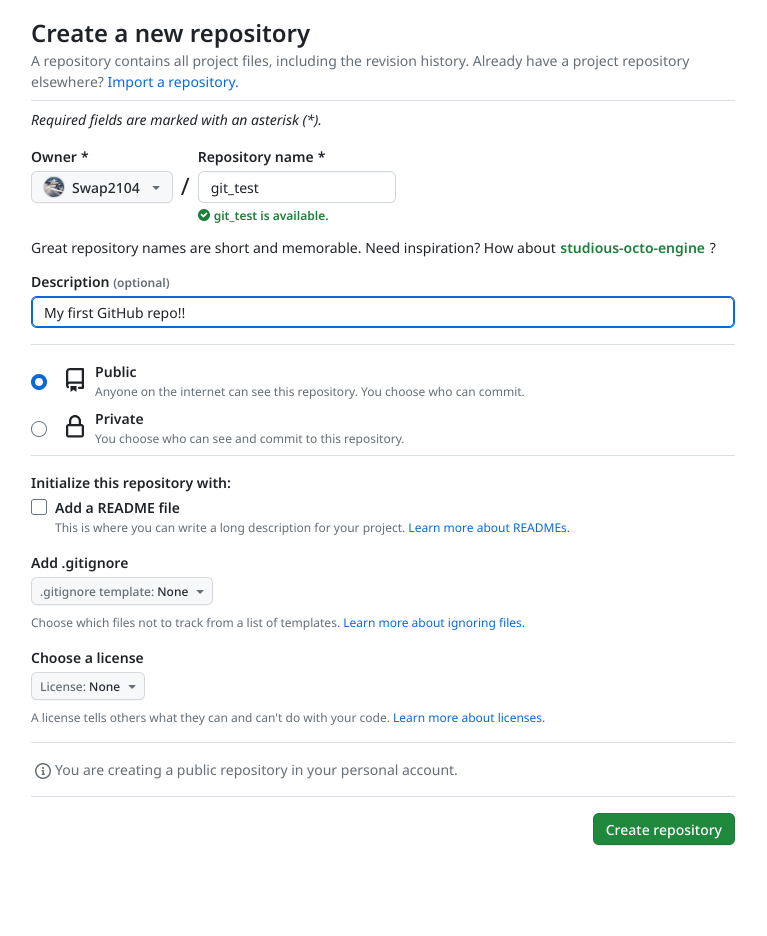 Create a new repository
A repository contains all project files, including the revision history. Already have a project repository
elsewhere? Import a repository.
Required fields are marked with an asterisk (*).
Owner * Repository name *
Swap2104 / git_test
git_test is available.
Great repository names are short and memorable. Need inspiration? How about studious-octo-engine ?
Description (optional)
My first GitHub repo!!
Public
Anyone on the internet can see this repository. You choose who can commit.
Private
You choose who can see and commit to this repository.
Initialize this repository with:
Add a README file
This is where you can write a long description for your project. Learn more about READMEs.
Add .gitignore
.gitignore template: None
Choose which files not to track from a list of templates. Learn more about ignoring files.
Choose a license
License: None
A license tells others what they can and can't do with your code. Learn more about licenses.
You are creating a public repository in your personal account.
Create repository